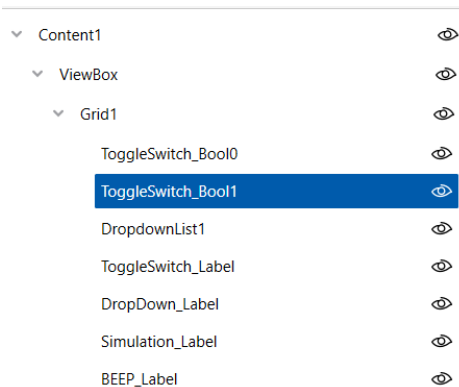 Content1
ViewBox
Grid1
ToggleSwitch_Bool0
ToggleSwitch_Bool1
DropdownList1
ToggleSwitch_Label
DropDown_Label
Simulation_Label
BEEP_Label